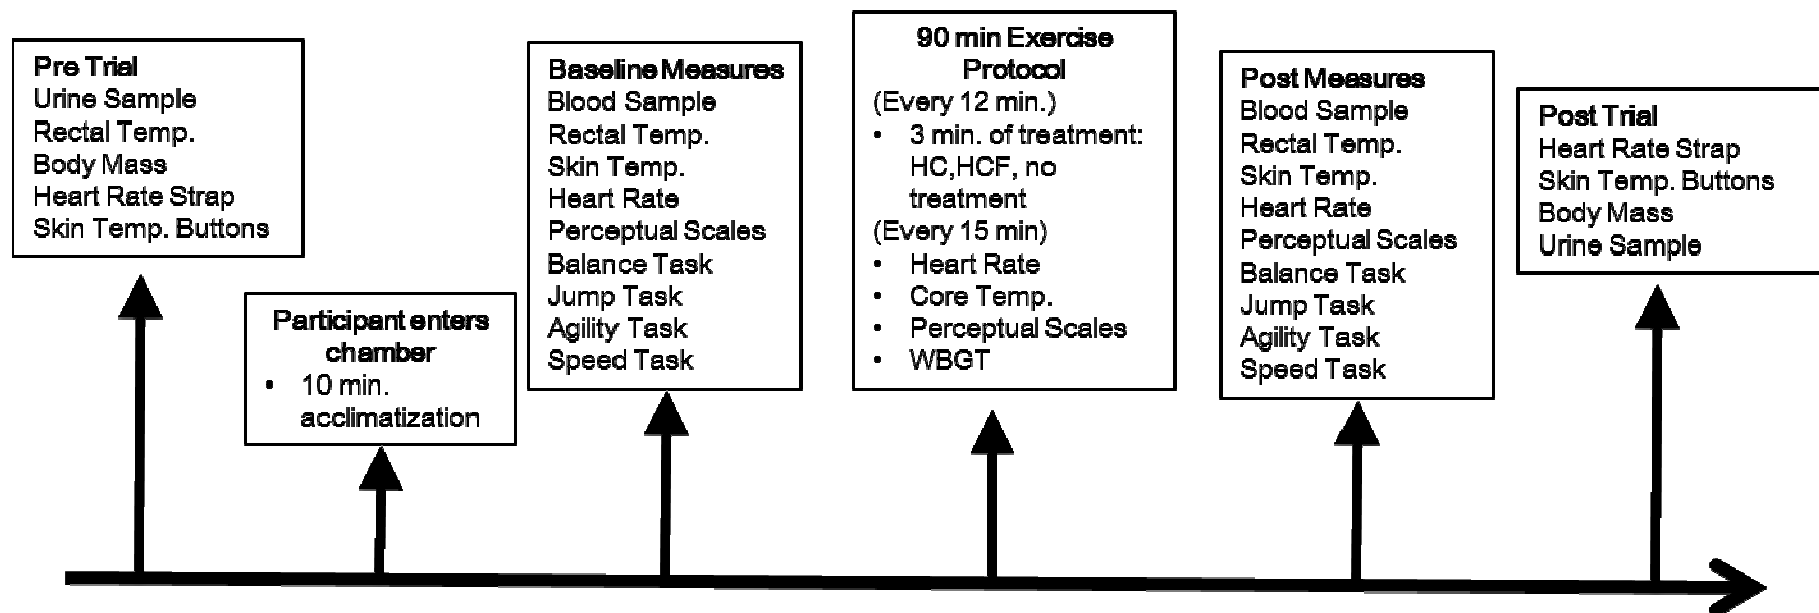 Pre Trial
Urine Sample
Rectal Temp.
Body Mass
Heart Rate Strap
Skin Temp. Buttons
Participant enters
chamber
• 10 min.
acclimatization
Baseline Measures
Blood Sample
Rectal Temp.
Skin Temp.
Heart Rate
Perceptual Scales
Balance Task
Jump Task
Agility Task
Speed Task
90 min Exercise
Protocol
(Every 12 min.)
• 3 min. of treatment:
HC,HCF, no
treatment
(Every 15 min)
• Heart Rate
• Core Temp.
• Perceptual Scales
• WBGT
Post Measures
Blood Sample
Rectal Temp.
Skin Temp.
Heart Rate
Perceptual Scales
Balance Task
Jump Task
Agility Task
Speed Task
Post Trial
Heart Rate Strap
Skin Temp. Buttons
Body Mass
Urine Sample